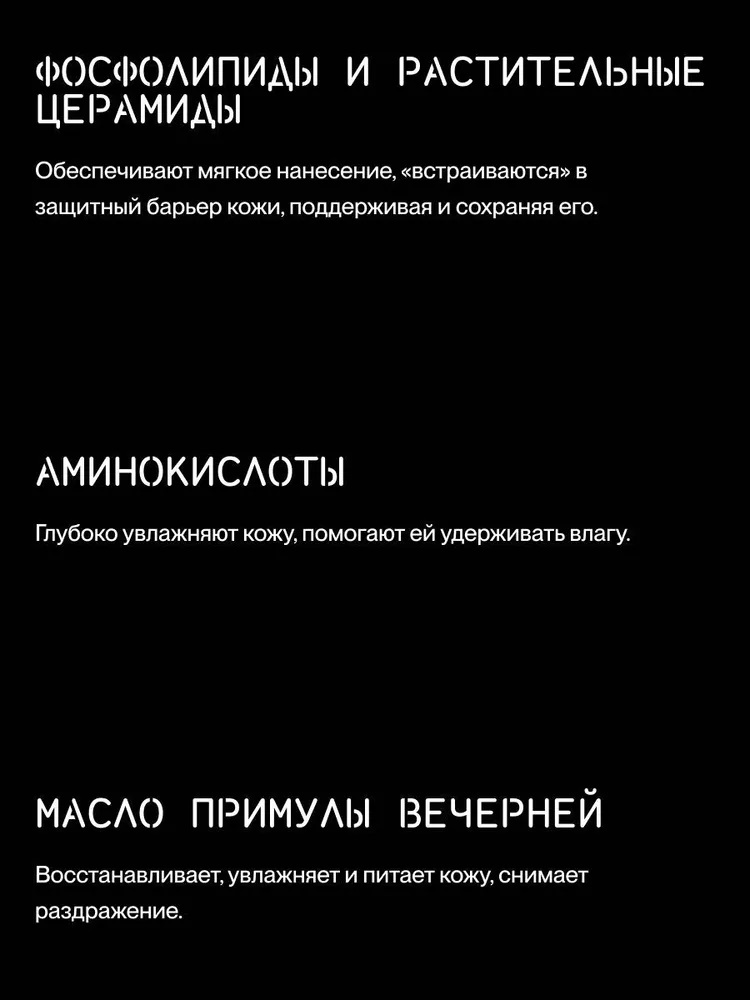 ФОСФОЛИПИДЫ И РАСТИТЕЛЬНЫЕ
ЦЕРАМИДЫ
Обеспечивают мягкое нанесение, «встраиваются» в
защитный барьер кожи, поддерживая и сохраняя его.
АМИНОКИСЛОТЫ
Глубоко увлажняют кожу, помогают ей удерживать влагу.
МАСЛО ПРИМУЛЫ ВЕЧЕРНЕЙ
Восстанавливает, увлажняет и питает кожу, снимает
раздражение.